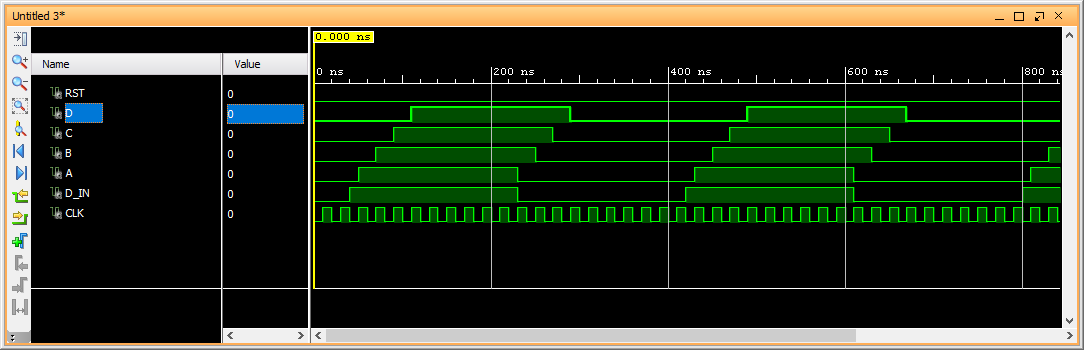 Untitled 3*
0.000 ns
Name Value
0 ns 200 ns 400 ns 600 ns 800 ns
RST 0
D 0
C 0
B 0
A 0
D_IN 0
CLK 0